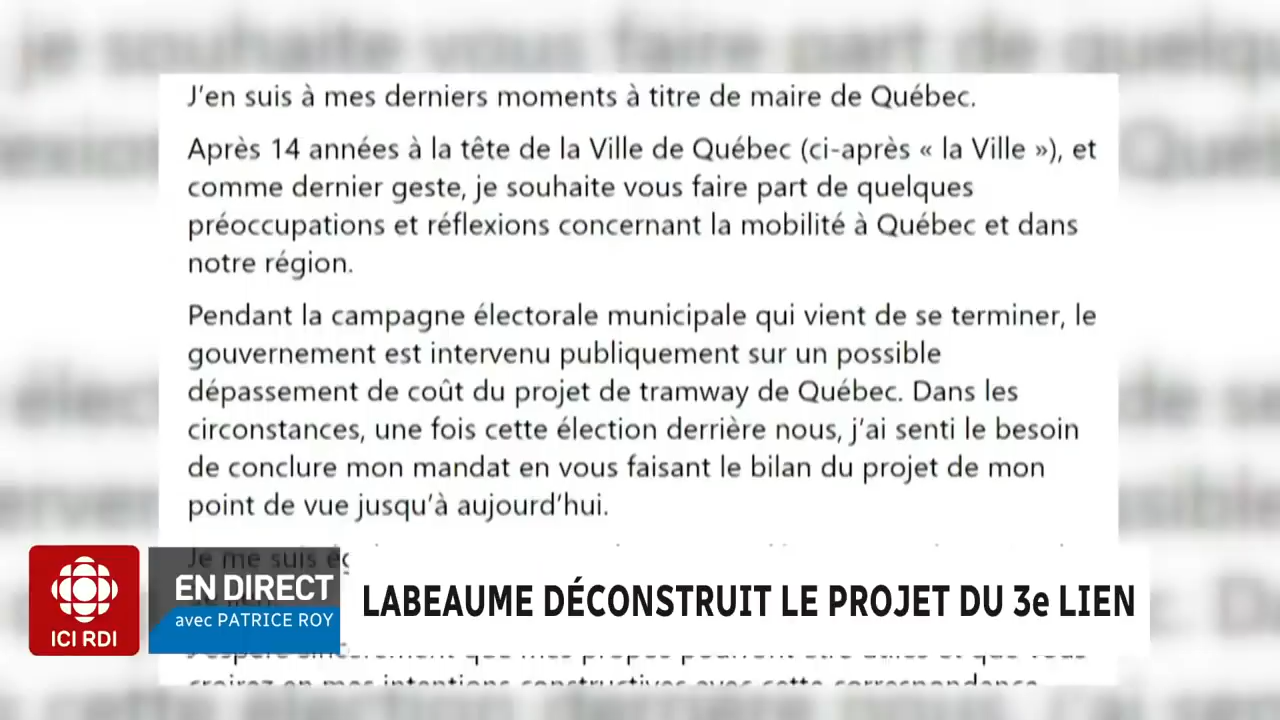 J'en suis à mes derniers moments à titre de maire de Québec.
Après 14 années à la tête de la Ville de Québec (ci-après « la Ville »), et
comme dernier geste, je souhaite vous faire part de quelques
préoccupations et réflexions concernant la mobilité à Québec et dans
notre région.
Pendant la campagne électorale municipale qui vient de se terminer, le
gouvernement est intervenu publiquement sur un possible
dépassement de coût du projet de tramway de Québec. Dans les
circonstances, une fois cette élection derrière nous, j'ai senti le besoin
de conclure mon mandat en vous faisant le bilan du projet de mon
point de vue jusqu'à aujourd'hui.
Je me suis
ICI RDI
EN DIRECT
avec PATRICE ROY
LABEAUME DÉCONSTRUIT LE PROJET DU 3e LIEN